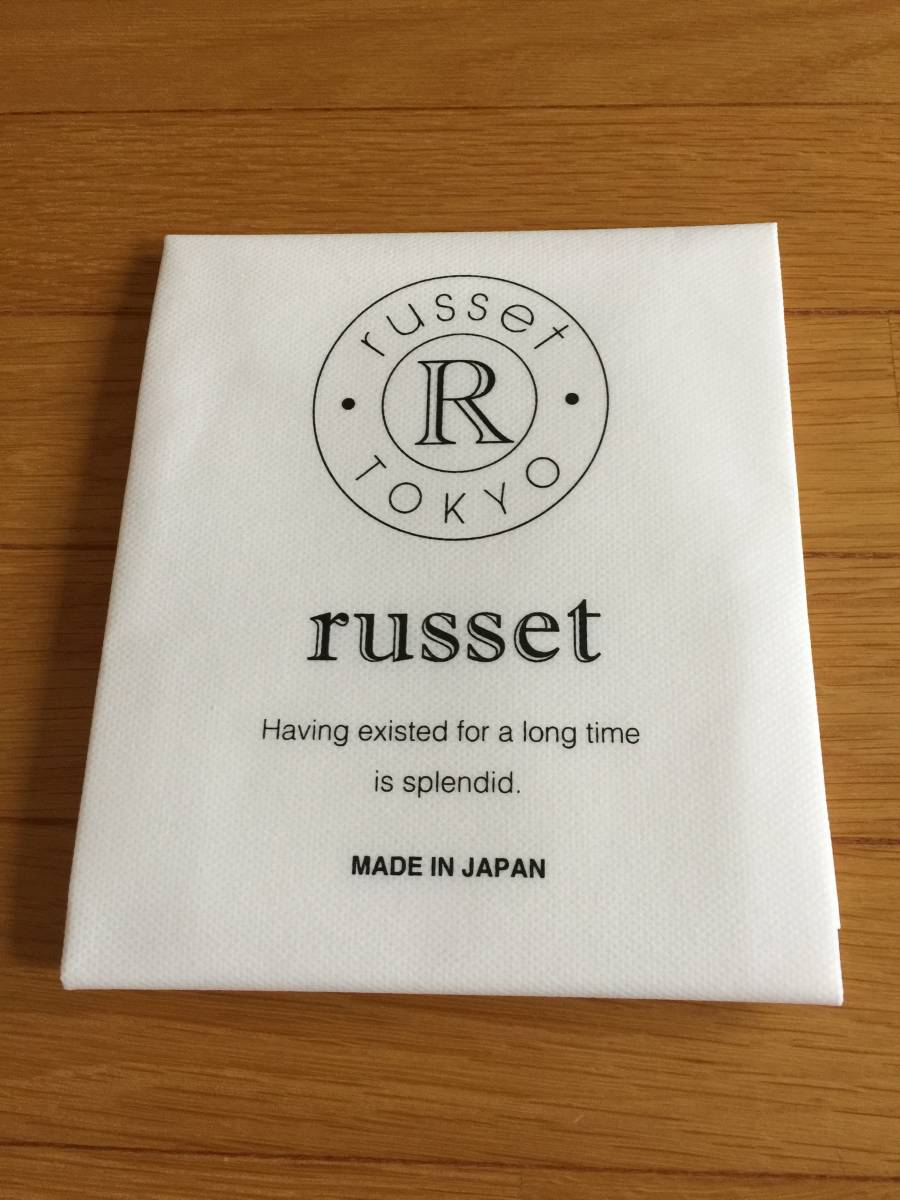 russet
R
TOKYO
russet
Having existed for a long time
is splendid.
MADE IN JAPAN